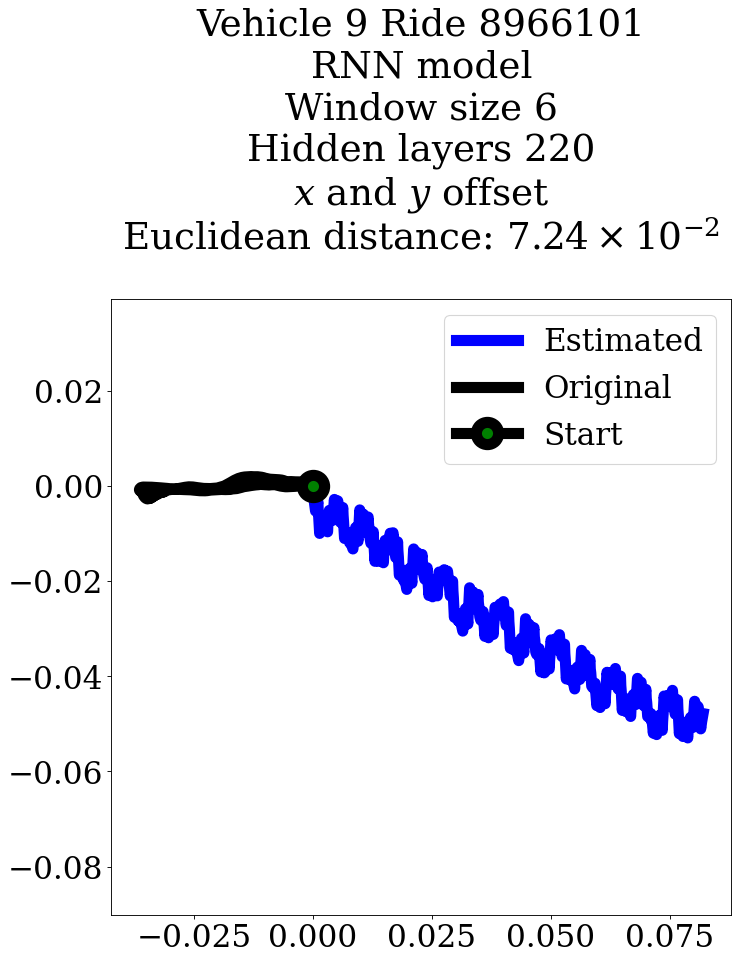 Vehicle 9 Ride 8966101
RNN model
Window size 6
Hidden layers 220
x and y offset
Euclidean distance: 7.24 × 10⁻²
Estimated
Original
Start
0.02
0.00
−0.02
−0.04
−0.06
−0.08
−0.025 0.000 0.025 0.050 0.075